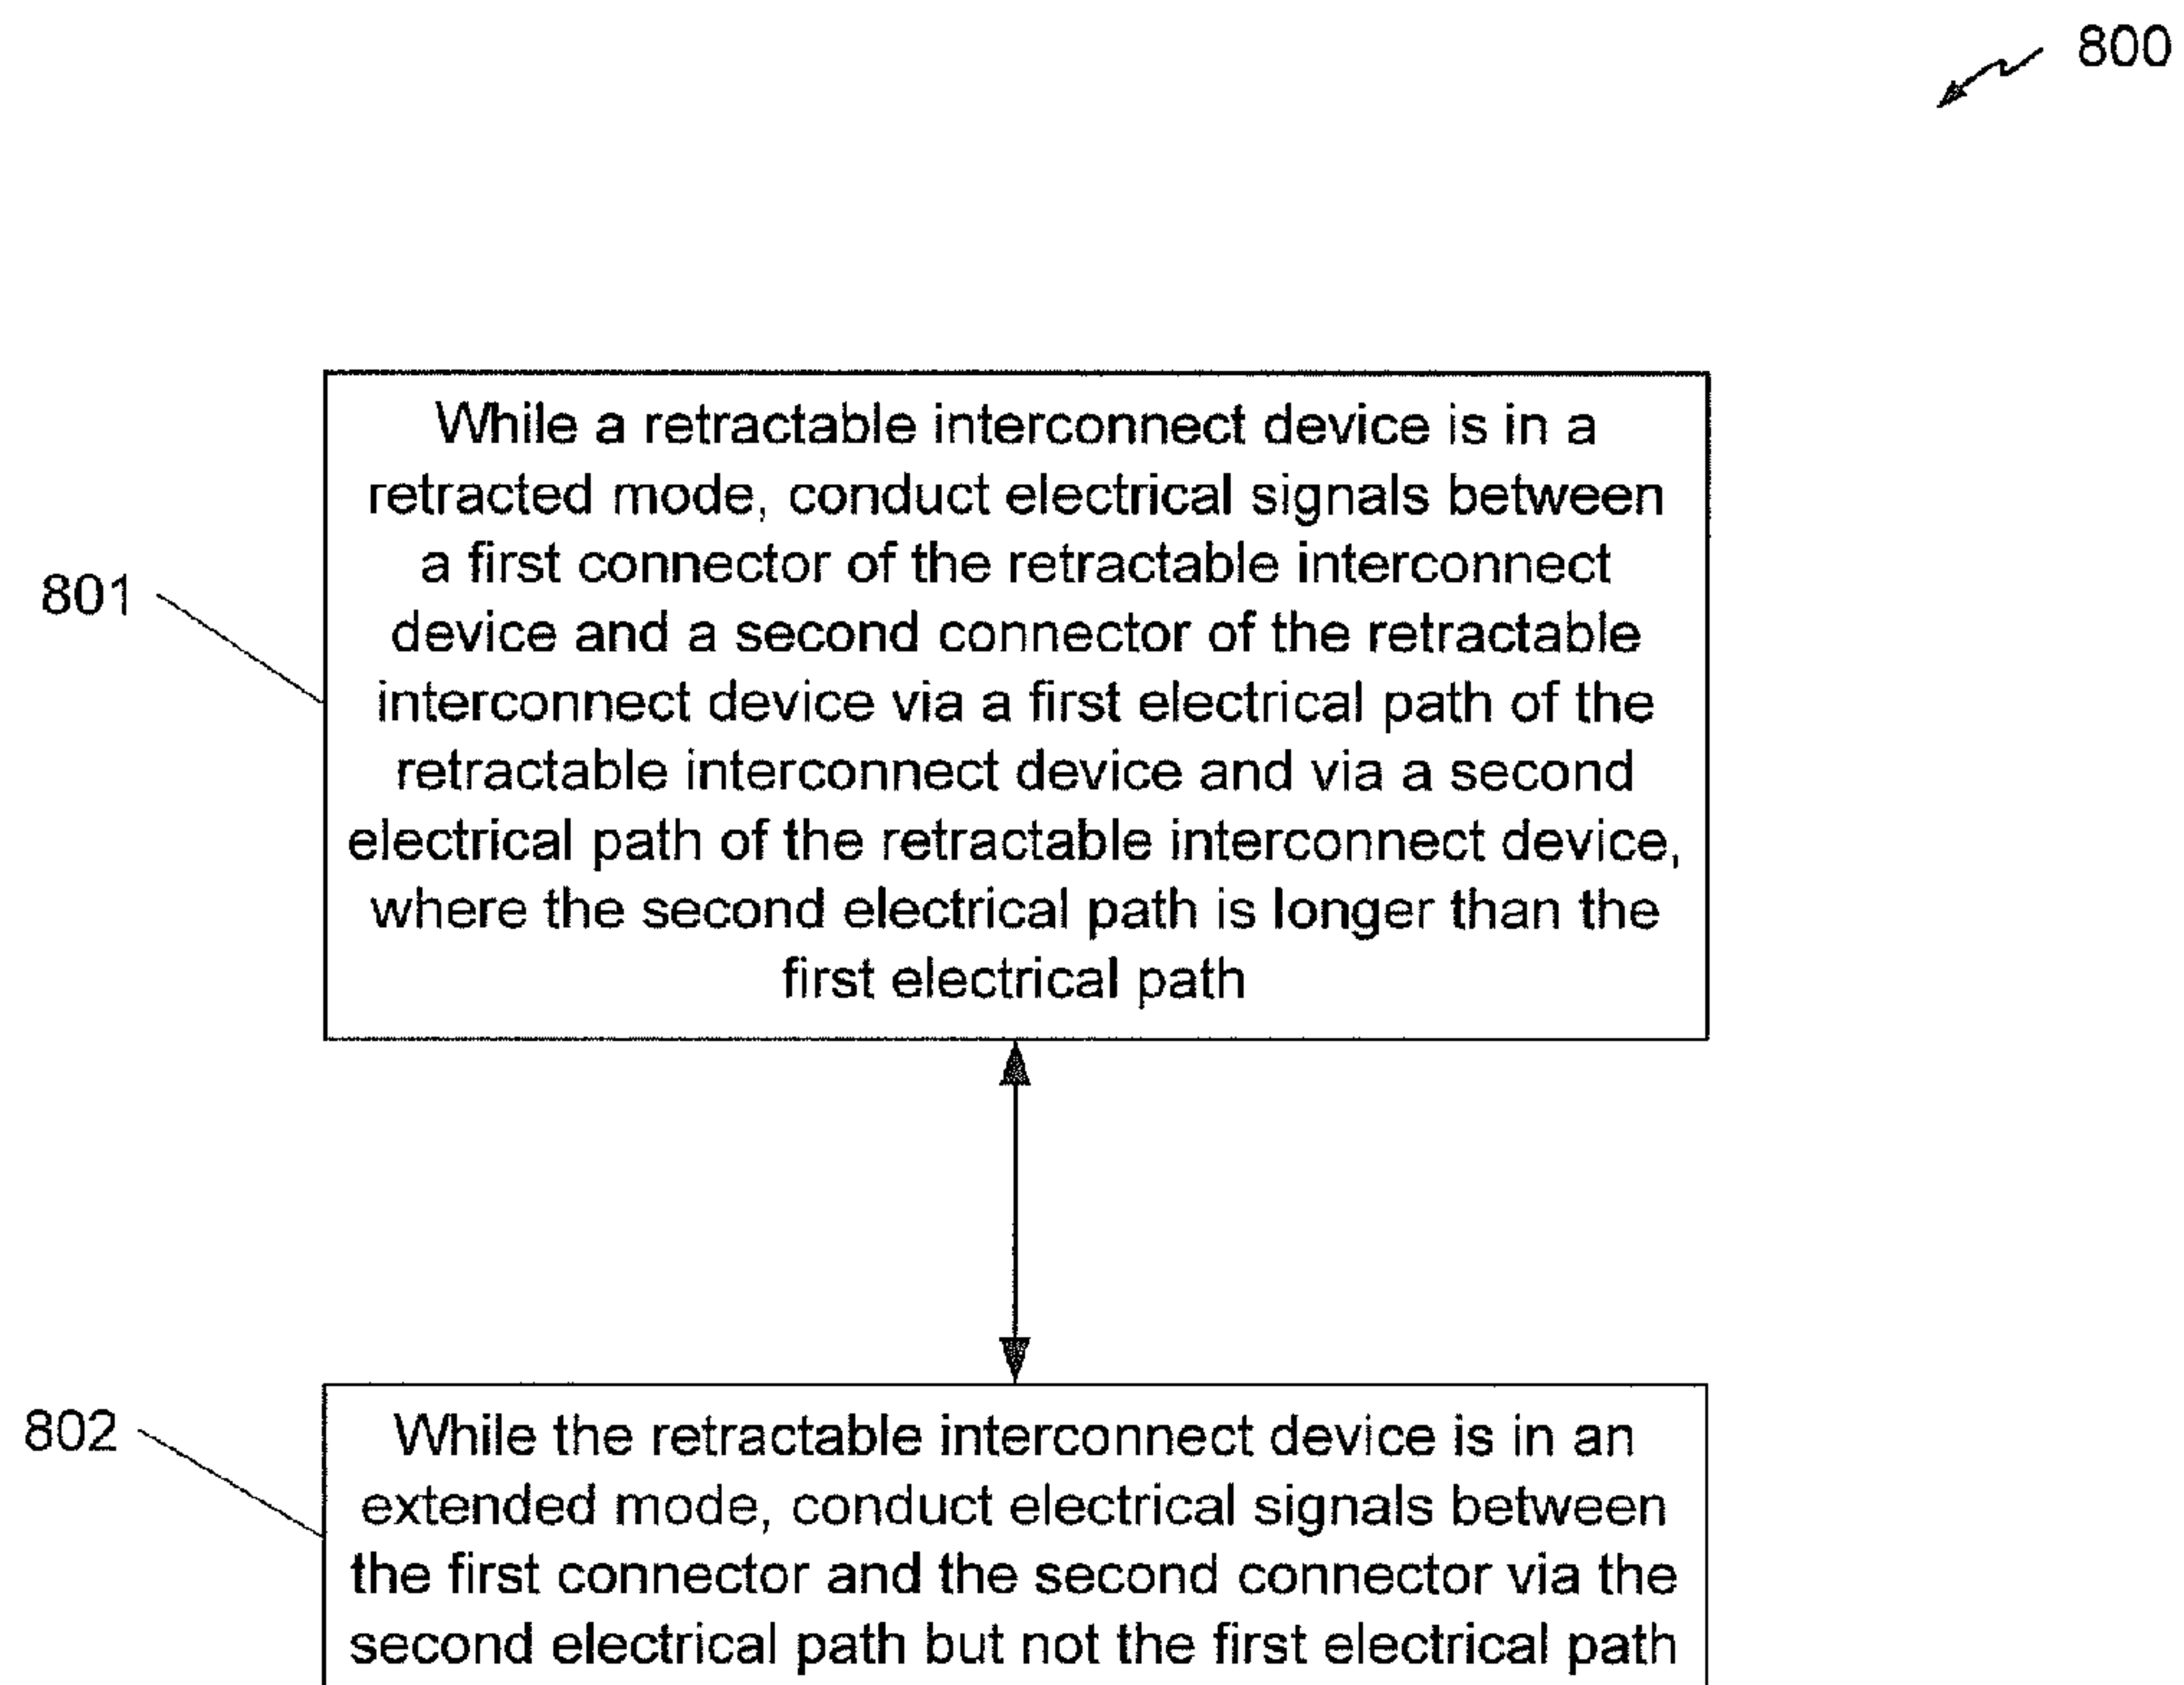 800
While a retractable interconnect device is in a
retracted mode, conduct electrical signals between
a first connector of the retractable interconnect
device and a second connector of the retractable
interconnect device via a first electrical path of the
retractable interconnect device and via a second
electrical path of the retractable interconnect device,
where the second electrical path is longer than the
first electrical path
801
802
While the retractable interconnect device is in an
extended mode, conduct electrical signals between
the first connector and the second connector via the
second electrical path but not the first electrical path